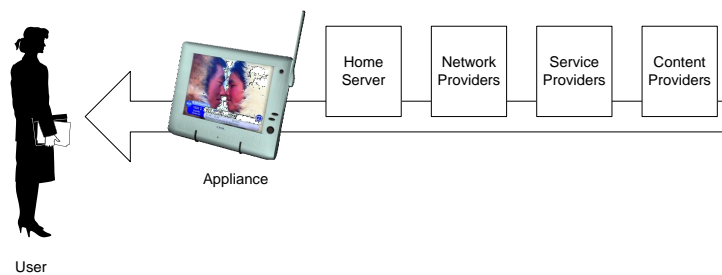 Home
Server
Network
Providers
Service
Providers
Content
Providers
Appliance
User